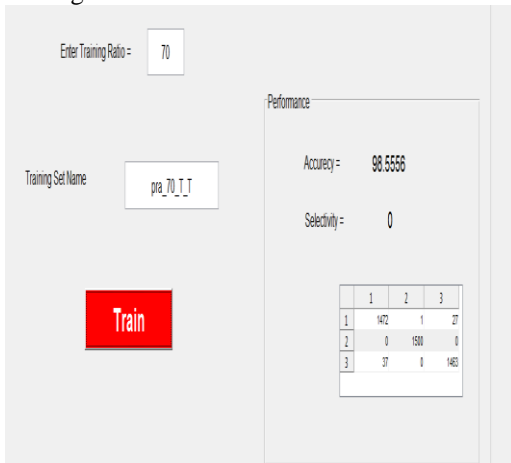 Enter Training Ratio = 70
Performance
Accurecy = 98.5556
Training Set Name pra_70_T_T
Selectivity = 0
Train
1 2 3
1 1472 1 27
2 0 1500 0
3 37 0 1463